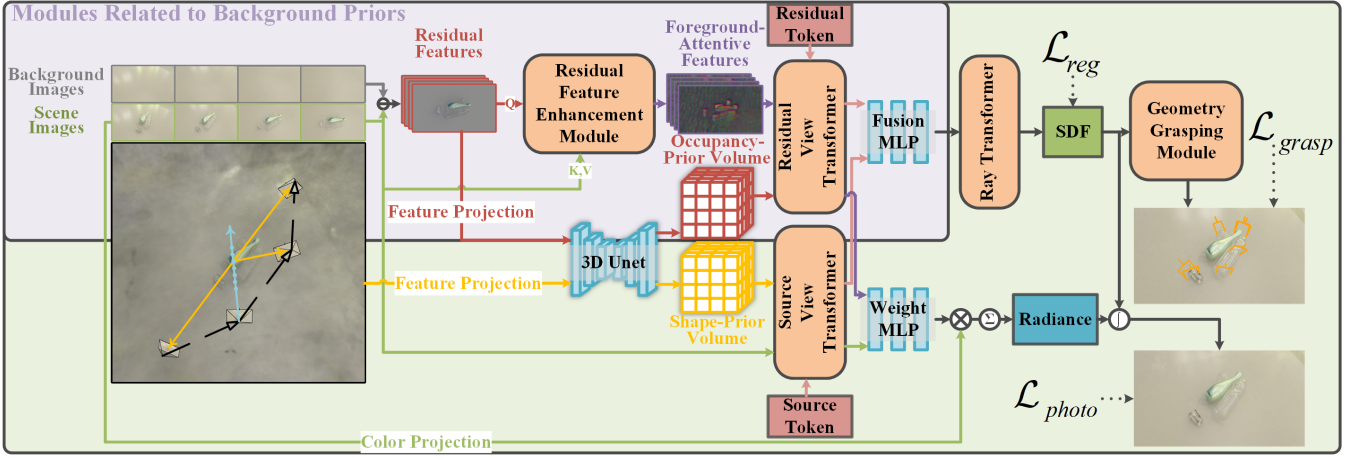 Modules Related to Background Priors
Background
Images
Scene
Images
Residual
Features
Q
Residual
Feature
Enhancement
Module
K,V
Foreground-
Attentive
Features
Occupancy-
Prior Volume
Residual
Token
Residual View
Transformer
Fusion
MLP
Ray Transformer
ℒreg
SDF
Geometry
Grasping
Module
ℒgrasp
Feature Projection
Feature Projection
3D Unet
Shape-Prior
Volume
Source View
Transformer
Source
Token
Weight
MLP
Σ
Radiance
∫
ℒphoto
Color Projection